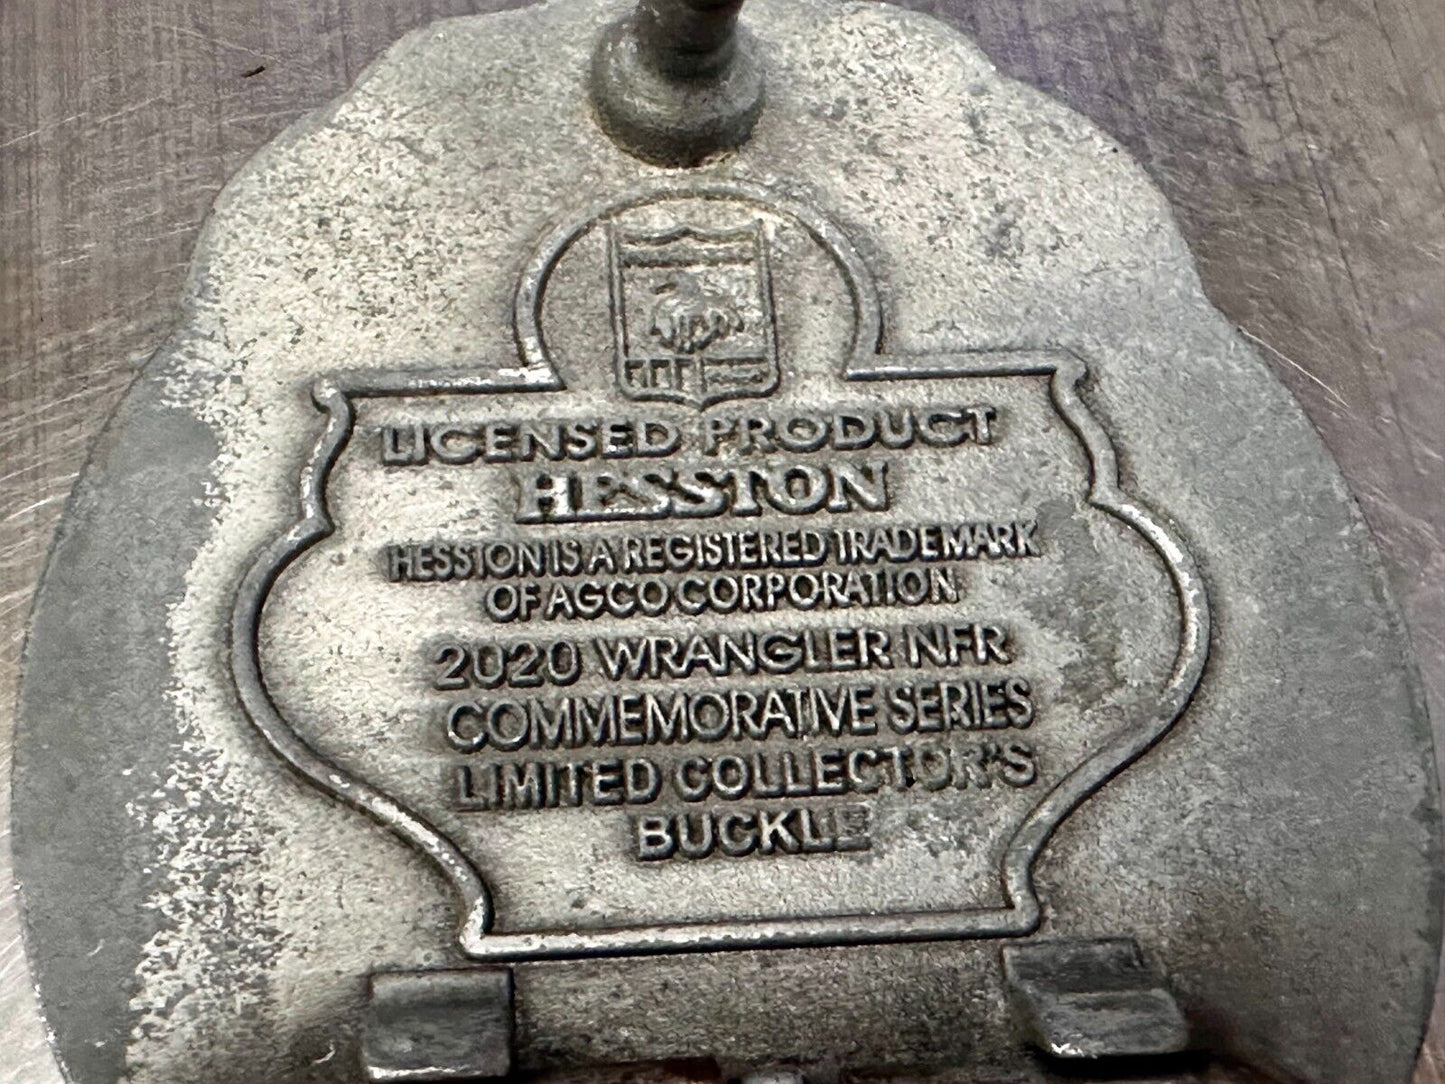 LICENSED PRODUCT
HESSTON
HESSTON IS A REGISTERED TRADEMARK
OF AGCO CORPORATION
2020 WRANGLER NFR
COMMEMORATIVE SERIES
LIMITED COLLECTOR'S
BUCKLE